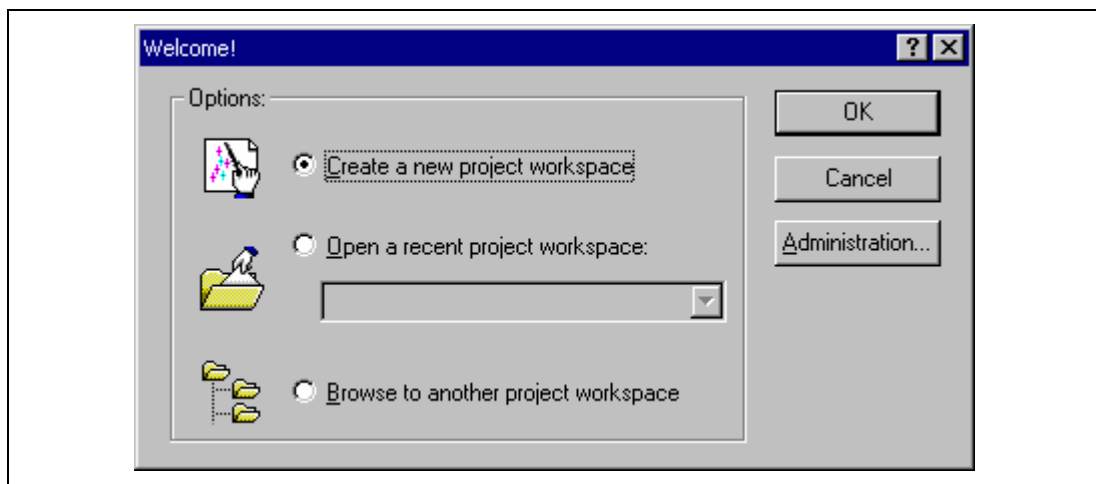 Welcome!
Options:
Create a new project workspace
Open a recent project workspace:
Browse to another project workspace
OK
Cancel
Administration...